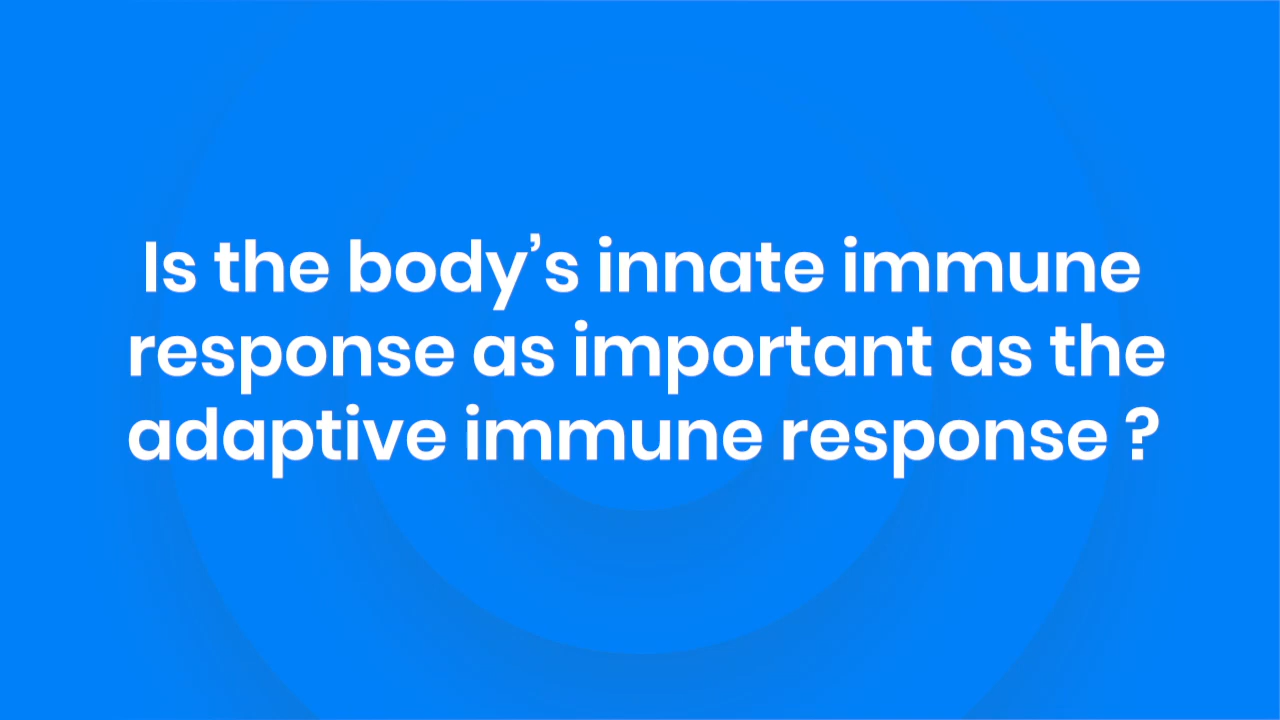 Is the body’s innate immune
response as important as the
adaptive immune response ?